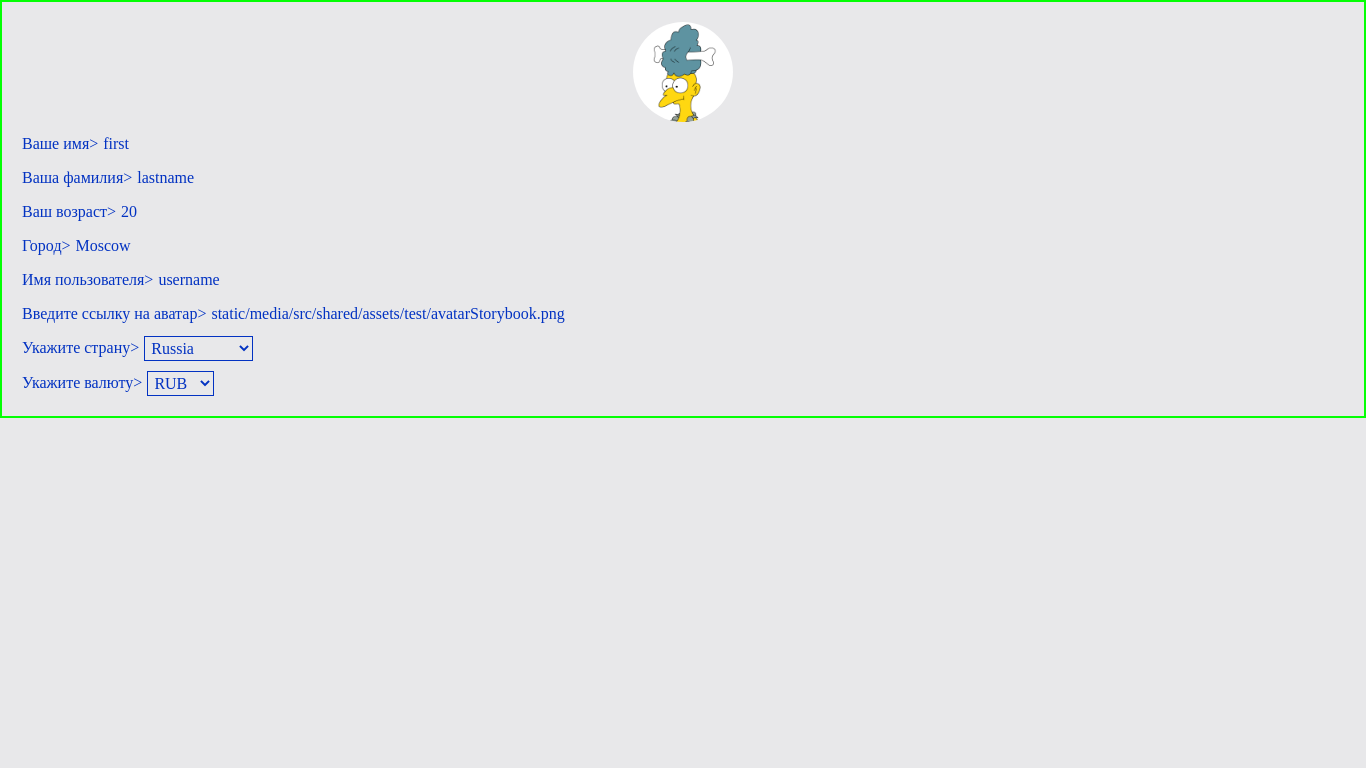 Ваше имя> first
Ваша фамилия> lastname
Ваш возраст> 20
Город> Moscow
Имя пользователя> username
Введите ссылку на аватар> static/media/src/shared/assets/test/avatarStorybook.png
Укажите страну> Russia
Укажите валюту> RUB